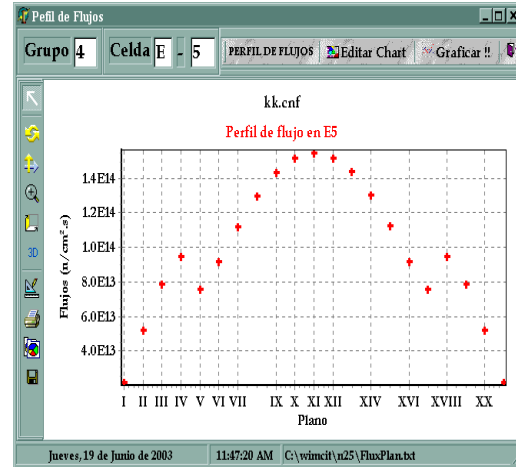 Pefil de Flujos
Grupo 4 Celda E - 5 PERFIL DE FLUJOS Editar Chart Graficar !!
kk.cnf
Perfil de flujo en E5
3D
Flujos (n/cm².s)
1.4E14
1.2E14
1.0E14
8.0E13
6.0E13
4.0E13
I II III IV V VI VII IX X XI XII XIV XVI XVIII XX
Plano
Jueves, 19 de Junio de 2003 11:47:20 AM C:\wimcit\n25\FluxPlan.txt